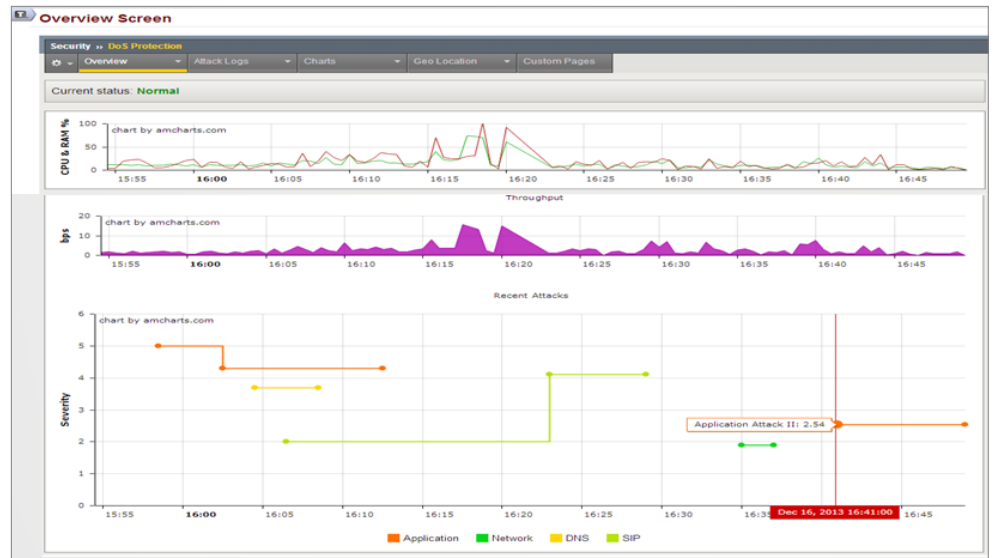 Overview Screen
Security » DoS Protection
Overview Attack Logs Charts Geo Location Custom Pages
Current status: Normal
CPU & RAM %
100
50
0
chart by amcharts.com
15:55 16:00 16:05 16:10 16:15 16:20 16:25 16:30 16:35 16:40 16:45
Throughput
bps
20
10
0
chart by amcharts.com
15:55 16:00 16:05 16:10 16:15 16:20 16:25 16:30 16:35 16:40 16:45
Recent Attacks
Severity
6
5
4
3
2
1
0
chart by amcharts.com
Application Attack II: 2.54
15:55 16:00 16:05 16:10 16:15 16:20 16:25 16:30 16:35 Dec 16, 2013 16:41:00 16:45
Application Network DNS SIP